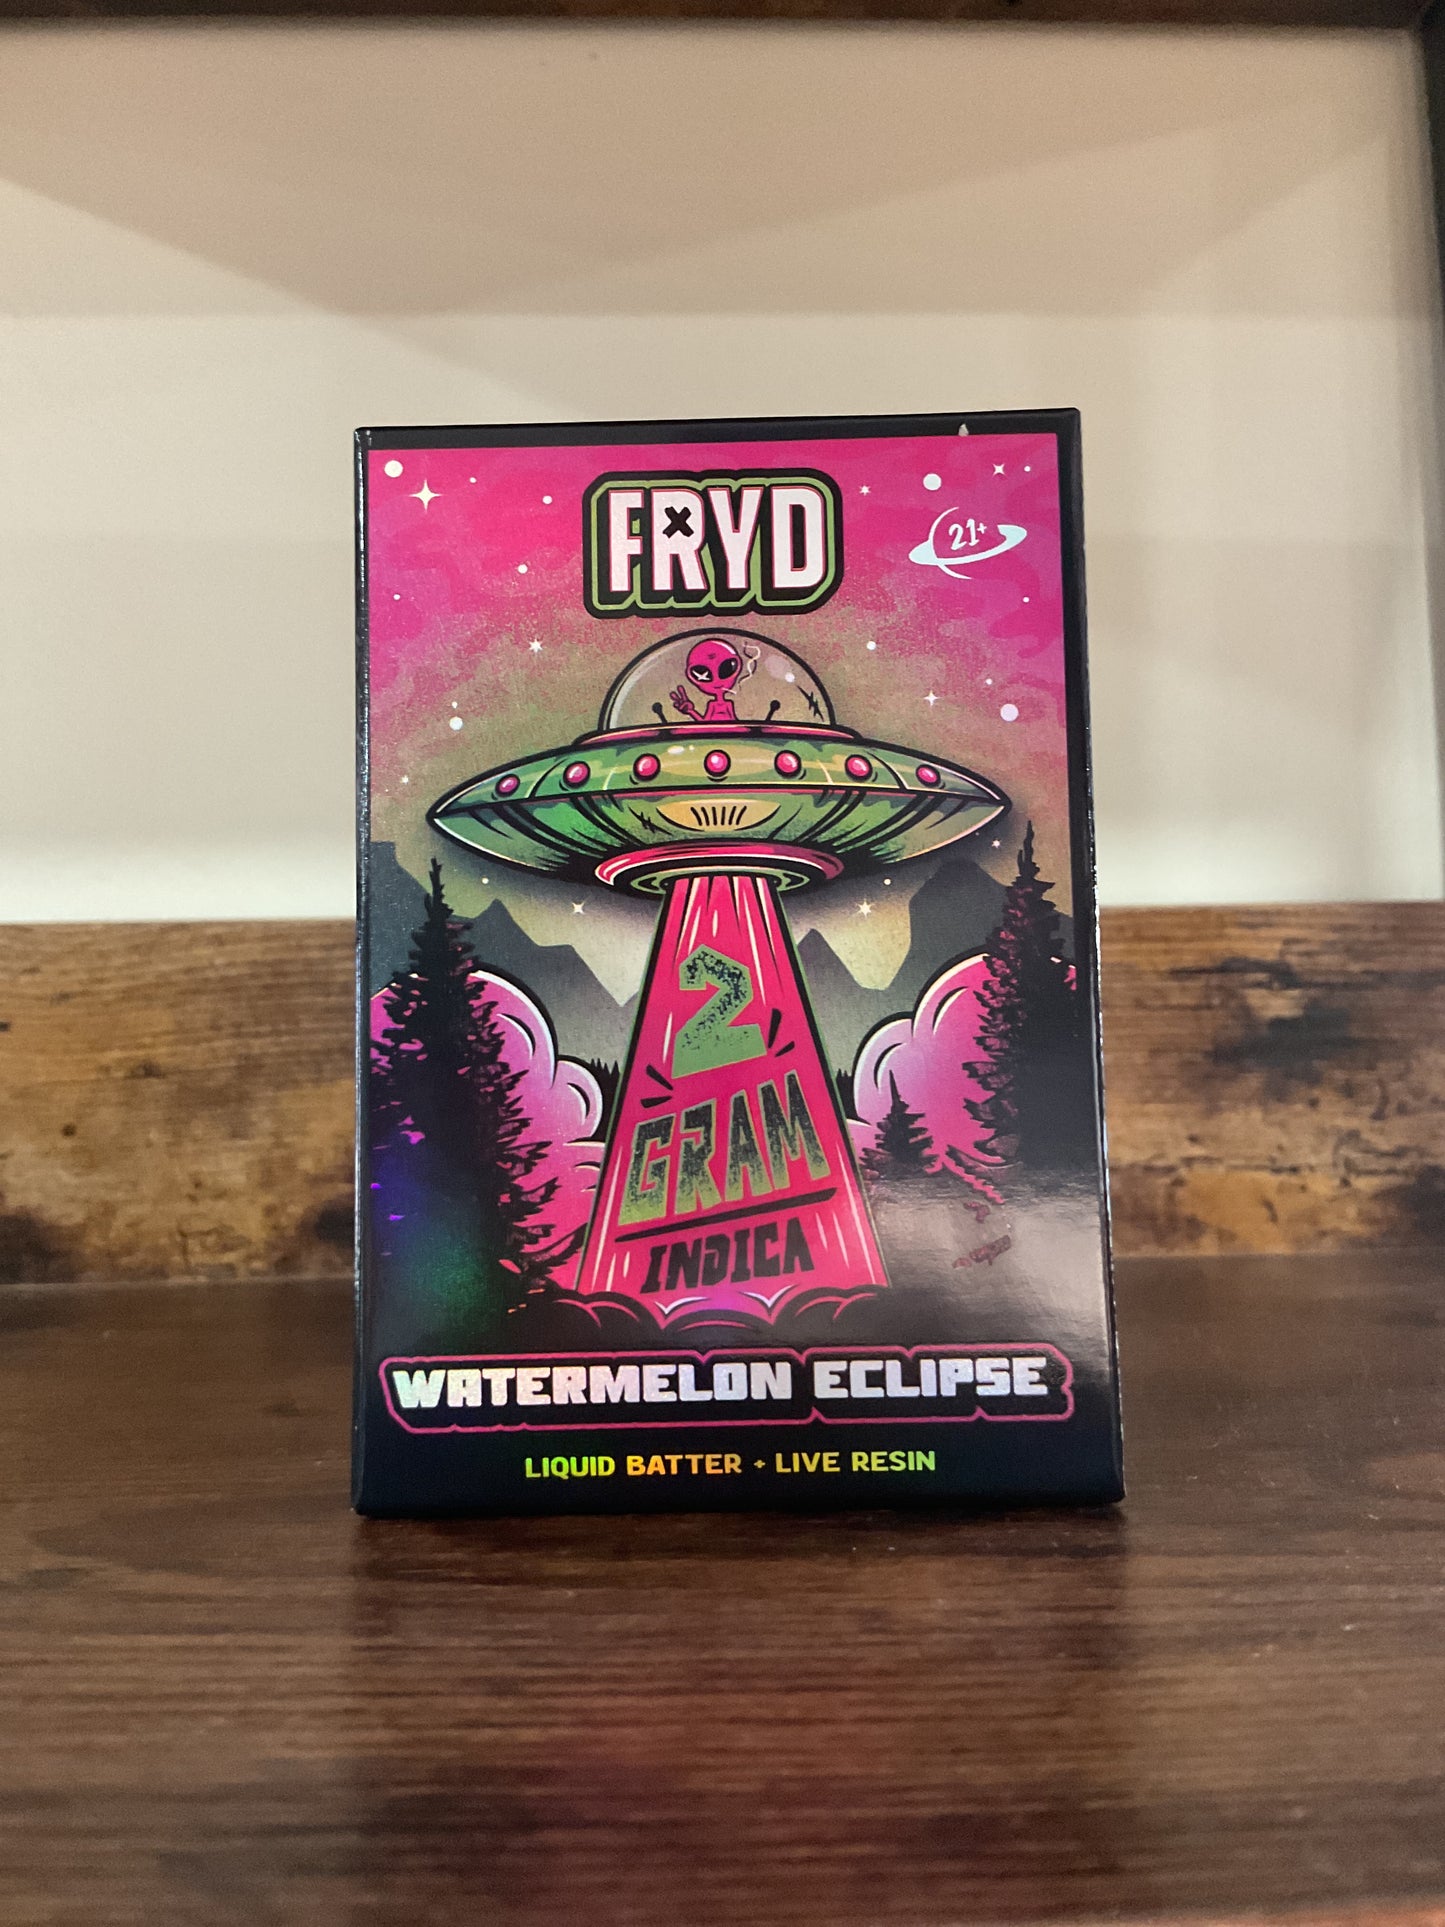 FRYD
21+
2
GRAM
INDICA
WATERMELON ECLIPSE
LIQUID BATTER + LIVE RESIN